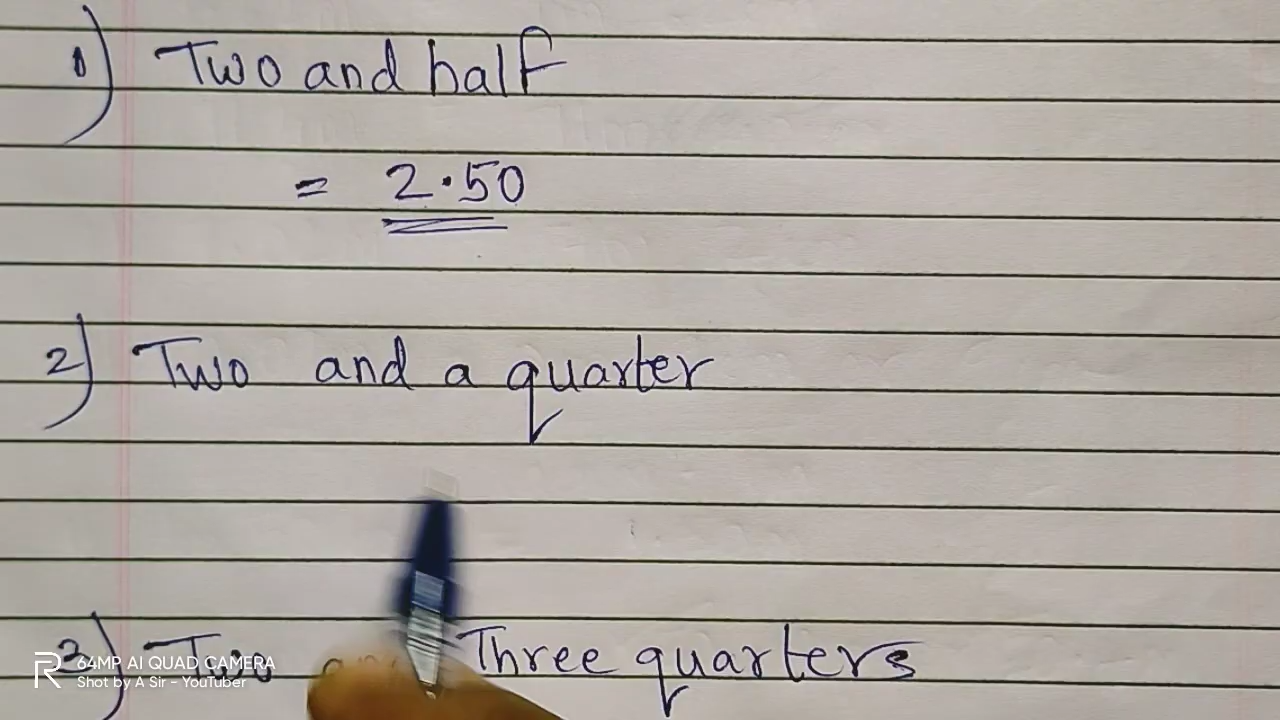 1) Two and half
= 2.50
2) Two and a quarter
3) Two and Three quarters
64MP AI QUAD CAMERA
Shot by A Sir - YouTuber